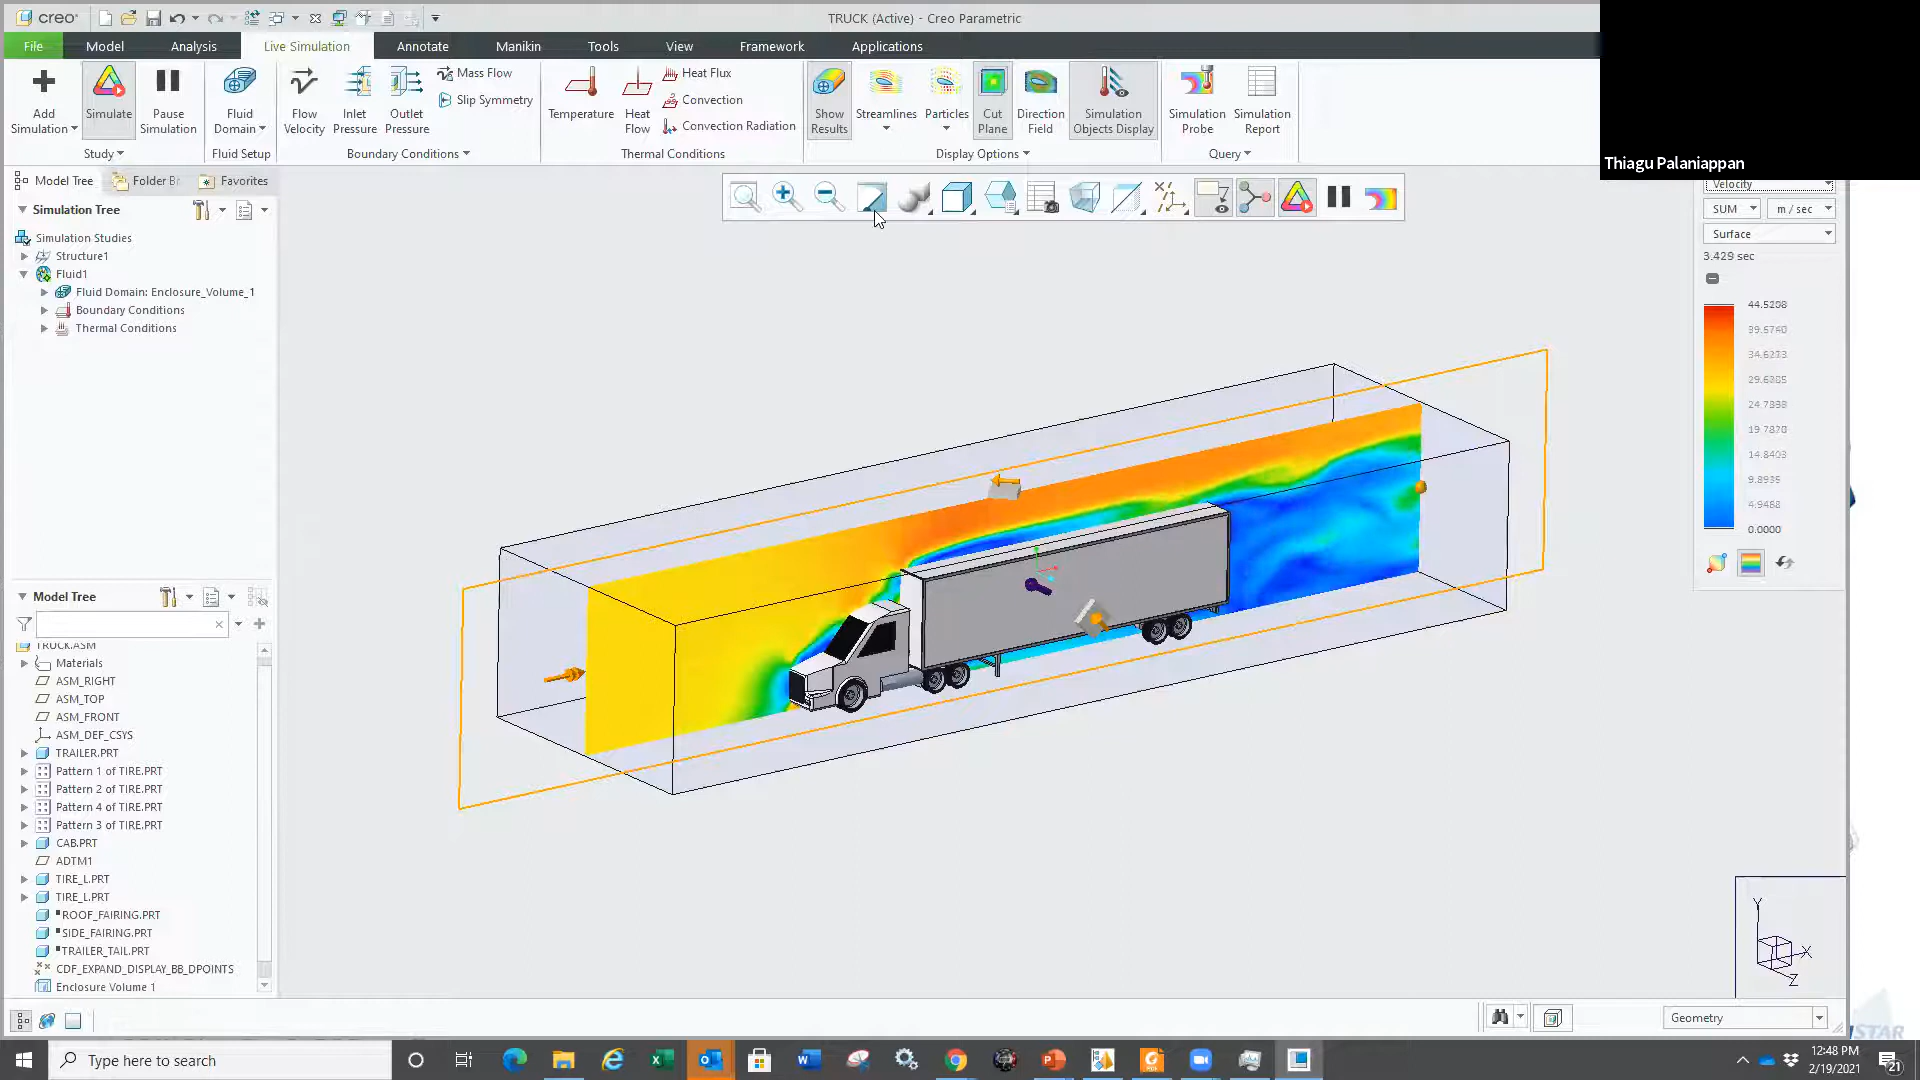 creo
TRUCK (Active) - Creo Parametric
File Model Analysis Live Simulation Annotate Manikin Tools View Framework Applications
Add Simulation
Simulate
Pause Simulation
Fluid Domain
Flow Velocity
Inlet Pressure
Outlet Pressure
Mass Flow
Slip Symmetry
Temperature
Heat Flow
Heat Flux
Convection
Convection Radiation
Show Results
Streamlines
Particles
Cut Plane
Direction Field
Simulation Objects Display
Simulation Probe
Simulation Report
Study
Fluid Setup
Boundary Conditions
Thermal Conditions
Display Options
Query
Thiagu Palaniappan
Model Tree Folder Br Favorites
Simulation Tree
Simulation Studies
Structure1
Fluid1
Fluid Domain: Enclosure_Volume_1
Boundary Conditions
Thermal Conditions
Model Tree
TRUCK.ASM
Materials
ASM_RIGHT
ASM_TOP
ASM_FRONT
ASM_DEF_CSYS
TRAILER.PRT
Pattern 1 of TIRE.PRT
Pattern 2 of TIRE.PRT
Pattern 4 of TIRE.PRT
Pattern 3 of TIRE.PRT
CAB.PRT
ADTM1
TIRE_L.PRT
TIRE_L.PRT
ROOF_FAIRING.PRT
SIDE_FAIRING.PRT
TRAILER_TAIL.PRT
CDF_EXPAND_DISPLAY_BB_DPOINTS
Enclosure Volume 1
Velocity
SUM m / sec
Surface
3.429 sec
44.5208
39.5740
34.6273
29.6805
24.7338
19.7870
14.8403
9.8935
4.9468
0.0000
Y
X
Z
Geometry
STAR
Type here to search
12:48 PM
2/19/2021
21